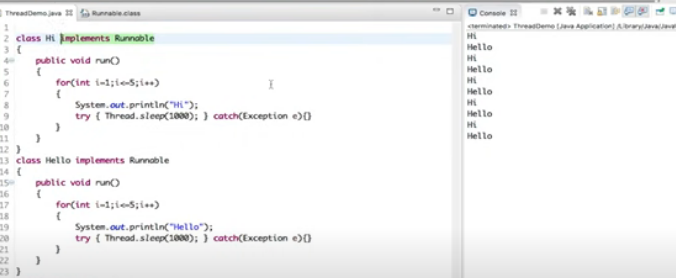 ThreadDemo.java
Runnable.class
1
2 class Hi implements Runnable
3 {
4 public void run()
5 {
6 for(int i=1;i<=5;i++)
7 {
8 System.out.println("Hi");
9 try { Thread.sleep(1000); } catch(Exception e){}
10 }
11 }
12 }
13 class Hello implements Runnable
14 {
15 public void run()
16 {
17 for(int i=1;i<=5;i++)
18 {
19 System.out.println("Hello");
20 try { Thread.sleep(1000); } catch(Exception e){}
21 }
22 }
23 }
Console
<terminated> ThreadDemo [Java Application] /Library/Java/Java
Hi
Hello
Hi
Hello
Hi
Hello
Hi
Hello
Hi
Hello